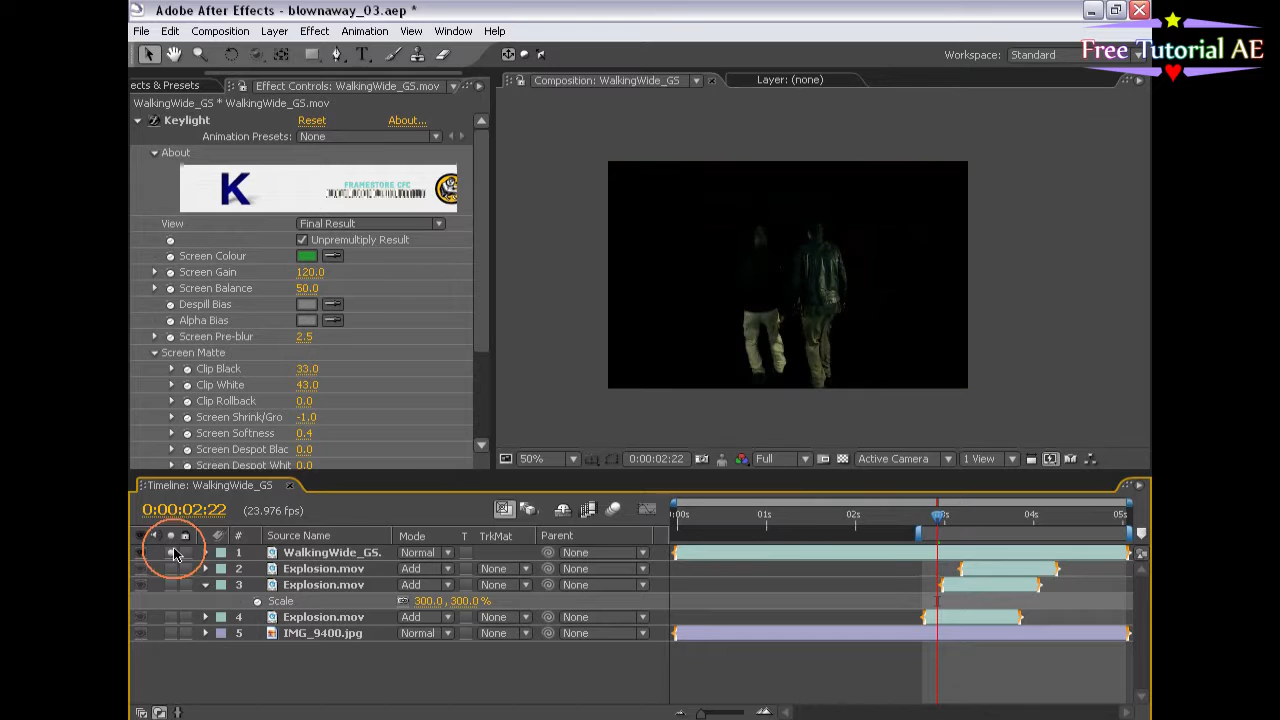 Adobe After Effects - blownaway_03.aep *
File Edit Composition Layer Effect Animation View Window Help
Workspace: Standard
Free Tutorial AE
ects & Presets Effect Controls: WalkingWide_GS.mov
Composition: WalkingWide_GS Layer: (none)
WalkingWide_GS * WalkingWide_GS.mov
Keylight Reset About...
Animation Presets: None
About
K FRAMESTORE CFC
View Final Result
Unpremultiply Result
Screen Colour
Screen Gain 120.0
Screen Balance 50.0
Despill Bias
Alpha Bias
Screen Pre-blur 2.5
Screen Matte
Clip Black 33.0
Clip White 43.0
Clip Rollback 0.0
Screen Shrink/Gro -1.0
Screen Softness 0.4
Screen Despot Blac 0.0
Screen Despot Whit 0.0
50% 0:00:02:22 Full Active Camera 1 View
Timeline: WalkingWide_GS
0:00:02:22 (23.976 fps)
:00s 01s 02s 03s 04s 05s
# Source Name Mode T TrkMat Parent
1 WalkingWide_GS. Normal None
2 Explosion.mov Add None None
3 Explosion.mov Add None None
Scale 300.0, 300.0 %
4 Explosion.mov Add None None
5 IMG_9400.jpg Normal None None